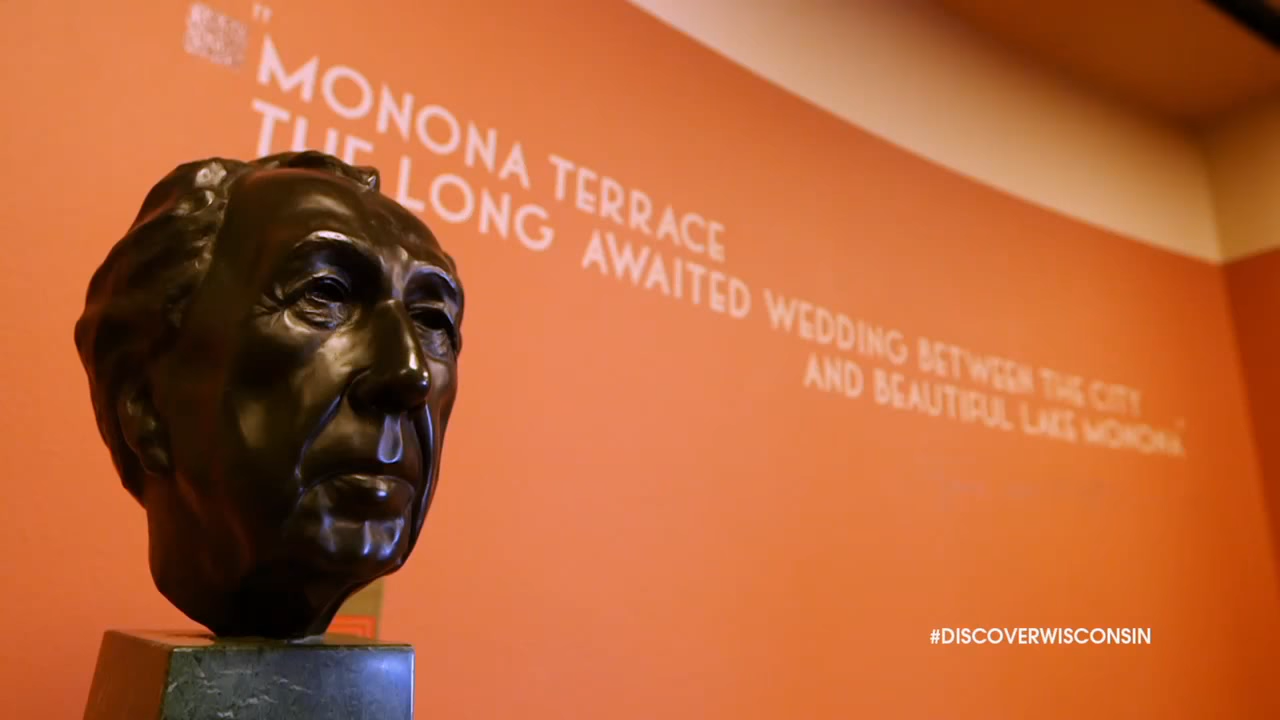 "MONONA TERRACE
THE LONG AWAITED WEDDING BETWEEN THE CITY
AND BEAUTIFUL LAKE MONONA"
#DISCOVERWISCONSIN